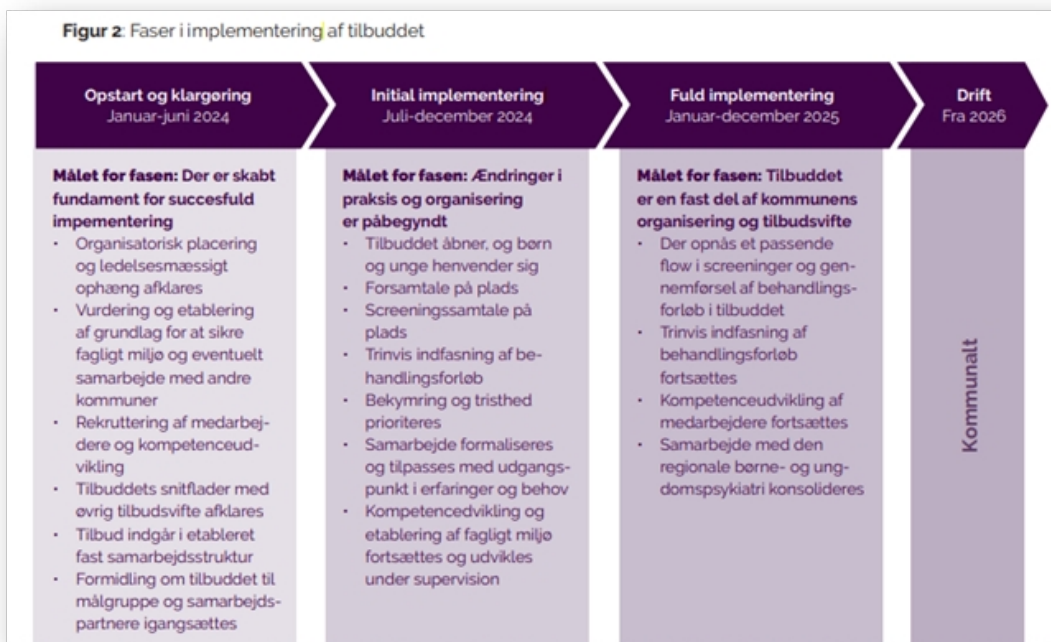 Figur 2: Faser i implementering af tilbuddet
Opstart og klargøring
Januar-juni 2024
Initial implementering
Juli-december 2024
Fuld implementering
Januar-december 2025
Drift
Fra 2026
Målet for fasen: Der er skabt
fundament for succesfuld
impementering
• Organisatorisk placering
og ledelsesmæssigt
ophæng afklares
• Vurdering og etablering
af grundlag for at sikre
fagligt miljø og eventuelt
samarbejde med andre
kommuner
• Rekruttering af medarbej-
dere og kompetenceud-
vikling
• Tilbuddets snitflader med
øvrig tilbudsvifte afklares
• Tilbud indgår i etableret
fast samarbejdsstruktur
• Formidling om tilbuddet til
målgruppe og samarbejds-
partnere igangsættes
Målet for fasen: Ændringer i
praksis og organisering
er påbegyndt
• Tilbuddet åbner, og børn
og unge henvender sig
• Forsamtale på plads
• Screeningssamtale på
plads
• Trinvis indfasning af be-
handlingsforløb
• Bekymring og tristhed
prioriteres
• Samarbejde formaliseres
og tilpasses med udgangs-
punkt i erfaringer og behov
• Kompetencedvikling og
etablering af fagligt miljø
fortsættes og udvikles
under supervision
Målet for fasen: Tilbuddet
er en fast del af kommunens
organisering og tilbudsvifte
• Der opnås et passende
flow i screeninger og gen-
nemførsel af behandlings-
forløb i tilbuddet
• Trinvis indfasning af
behandlingsforløb
fortsættes
• Kompetenceudvikling af
medarbejdere fortsættes
• Samarbejde med den
regionale børne- og ung-
domspsykiatri konsolideres
Kommunalt